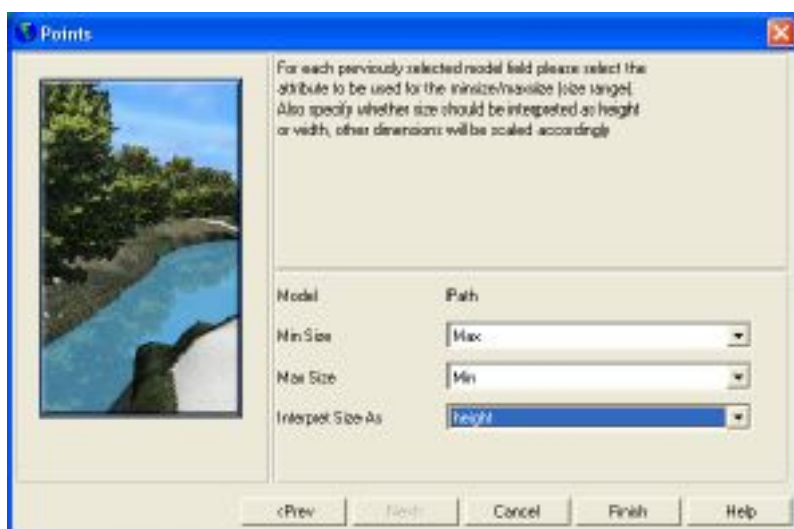 Points
For each previously selected model field please select the
attribute to be used for the minsize/maxsize (size range).
Also specify whether size should be interpreted as height
or width, other dimensions will be scaled accordingly
Model Path
Min Size Max
Max Size Min
Interpret Size As height
<Prev Next> Cancel Finish Help